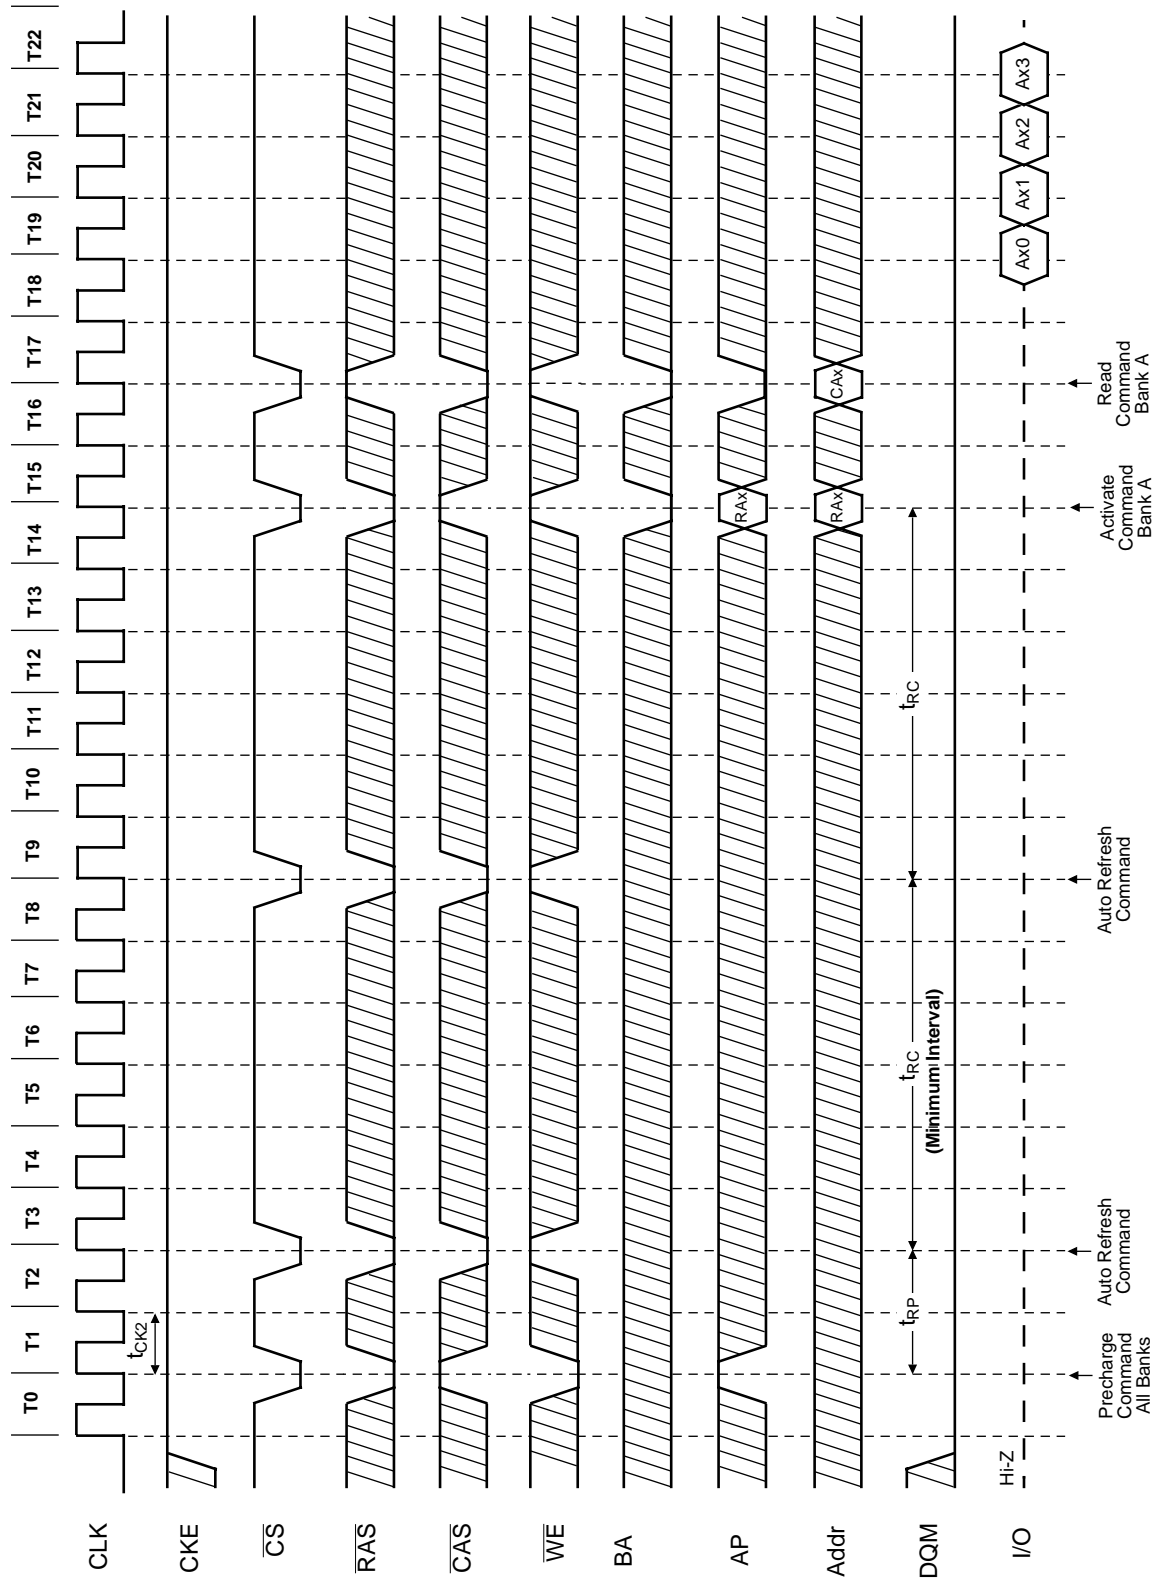 T0 T1 T2 T3 T4 T5 T6 T7 T8 T9 T10 T11 T12 T13 T14 T15 T16 T17 T18 T19 T20 T21 T22
CLK
tCK2
CKE
CS
RAS
CAS
WE
BA
AP
RAx
Addr
RAx CAx
tRP tRC tRC
(Minimum Interval)
DQM
Hi-Z
I/O
Ax0 Ax1 Ax2 Ax3
Precharge
Command
All Banks
Auto Refresh
Command
Auto Refresh
Command
Activate
Command
Bank A
Read
Command
Bank A